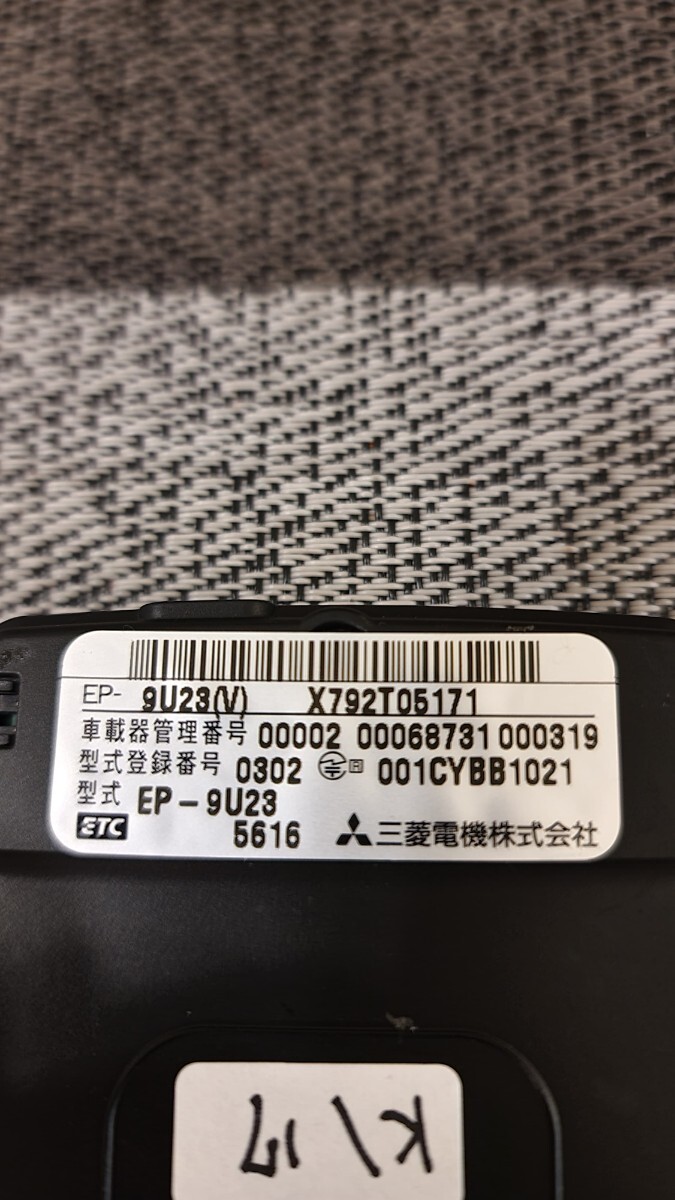 EP- 9U23(V) X792T05171
車載器管理番号 00002 00068731 000319
型式登録番号 0302 R 001CYBB1021
型式 EP-9U23
ETC 5616 三菱電機株式会社